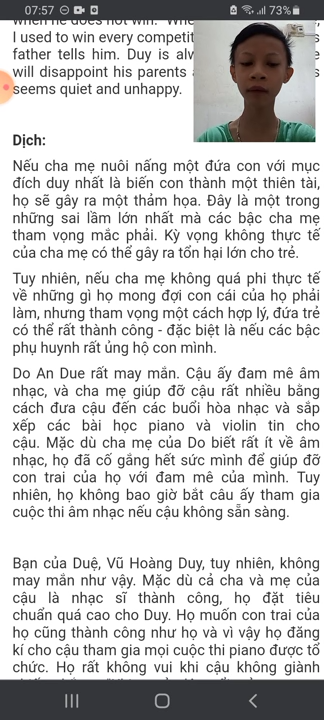 07:57
73%
when he does not win. 
I used to win every competit
father tells him. Duy is alw
will disappoint his parents
seems quiet and unhappy.
Dịch:
Nếu cha mẹ nuôi nấng một đứa con với mục
đích duy nhất là biến con thành một thiên tài,
họ sẽ gây ra một thảm họa. Đây là một trong
những sai lầm lớn nhất mà các bậc cha mẹ
tham vọng mắc phải. Kỳ vọng không thực tế
của cha mẹ có thể gây ra tổn hại lớn cho trẻ.
Tuy nhiên, nếu cha mẹ không quá phi thực tế
về những gì họ mong đợi con cái của họ phải
làm, nhưng tham vọng một cách hợp lý, đứa trẻ
có thể rất thành công - đặc biệt là nếu các bậc
phụ huynh rất ủng hộ con mình.
Do An Due rất may mắn. Cậu ấy đam mê âm
nhạc, và cha mẹ giúp đỡ cậu rất nhiều bằng
cách đưa cậu đến các buổi hòa nhạc và sắp
xếp các bài học piano và violin tin cho
cậu. Mặc dù cha mẹ của Do biết rất ít về âm
nhạc, họ đã cố gắng hết sức mình để giúp đỡ
con trai của họ với đam mê của mình. Tuy
nhiên, họ không bao giờ bắt câu ấy tham gia
cuộc thi âm nhạc nếu cậu không sẵn sàng.
Bạn của Duệ, Vũ Hoàng Duy, tuy nhiên, không
may mắn như vậy. Mặc dù cả cha và mẹ của
cậu là nhạc sĩ thành công, họ đặt tiêu
chuẩn quá cao cho Duy. Họ muốn con trai của
họ cũng thành công như họ và vì vậy họ đăng
kí cho cậu tham gia mọi cuộc thi piano được tổ
chức. Họ rất không vui khi cậu không giành